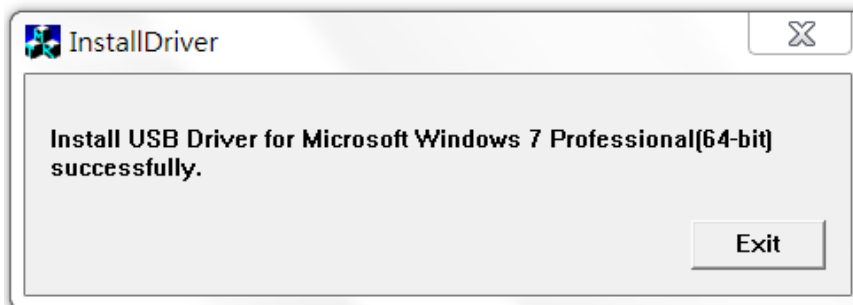 InstallDriver
Install USB Driver for Microsoft Windows 7 Professional(64-bit)
successfully.
Exit